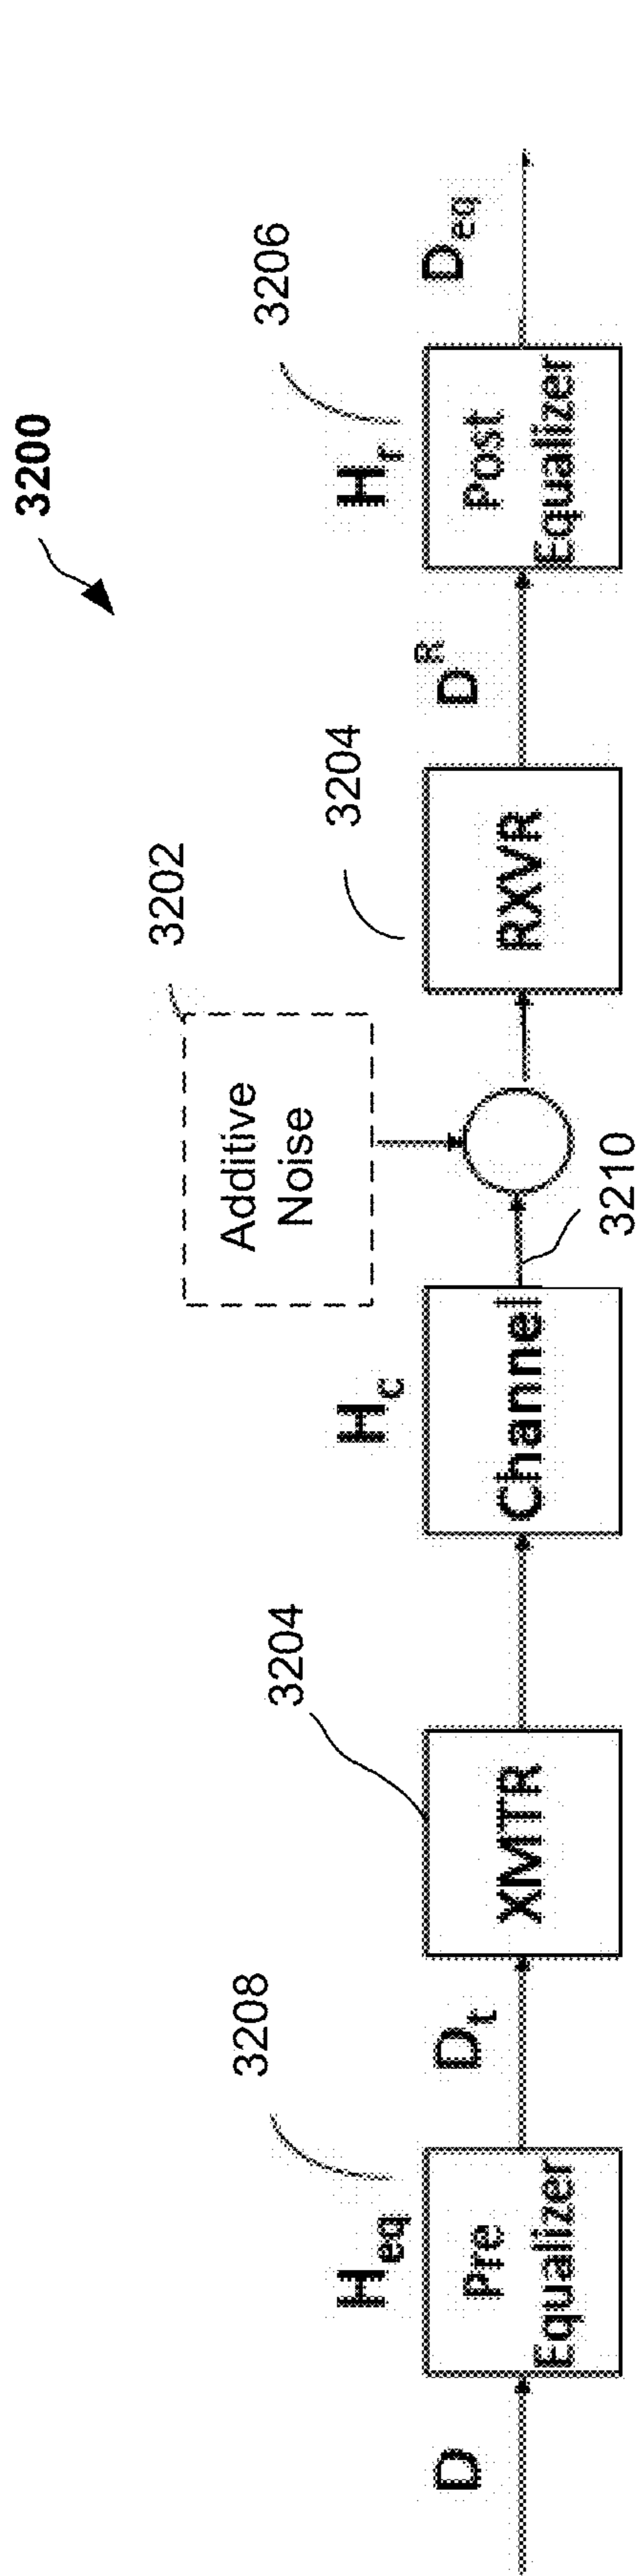 3200
3202
Additive
Noise
3208
3204
3204
3206
H_eq
H_c
H_r
D
Pre
Equalizer
D_t
XMTR
Channel
3210
RXVR
D^R
Post
Equalizer
D_eq